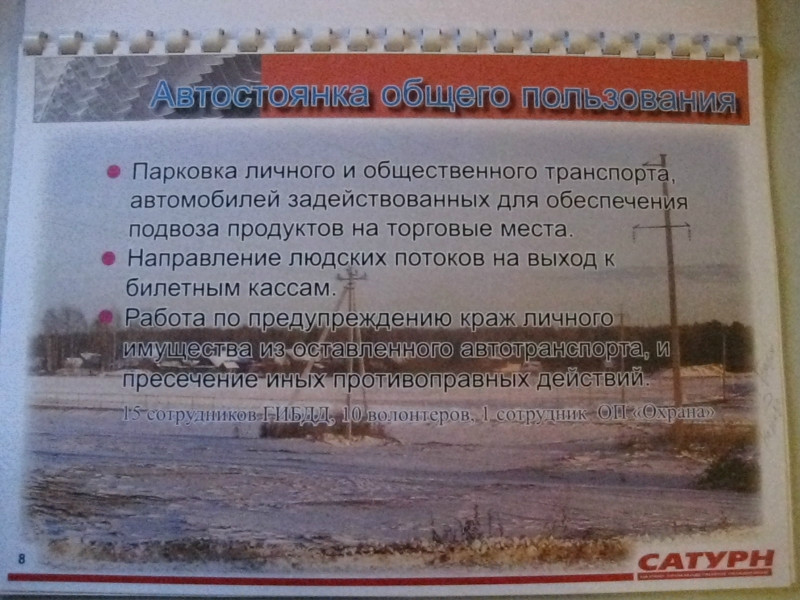 Автостоянка общего пользования
Парковка личного и общественного транспорта,
автомобилей задействованных для обеспечения
подвоза продуктов на торговые места.
Направление людских потоков на выход к
билетным кассам.
Работа по предупреждению краж личного
имущества из оставленного автотранспорта, и
пресечение иных противоправных действий.
15 сотрудников ГИБДД, 10 волонтеров, 1 сотрудник ОП «Охрана»
8
САТУРН